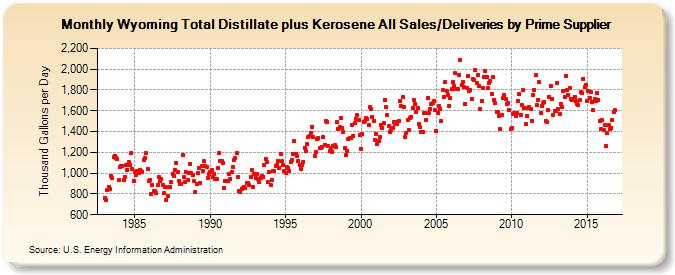 Monthly Wyoming Total Distillate plus Kerosene All Sales/Deliveries by Prime Supplier
Thousand Gallons per Day
2,200
2,000
1,800
1,600
1,400
1,200
1,000
800
600
1985 1990 1995 2000 2005 2010 2015
Source: U.S. Energy Information Administration